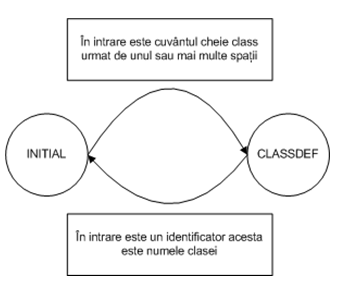 În intrare este cuvântul cheie class
urmat de unul sau mai multe spații
INITIAL
CLASSDEF
În intrare este un identificator acesta
este numele clasei